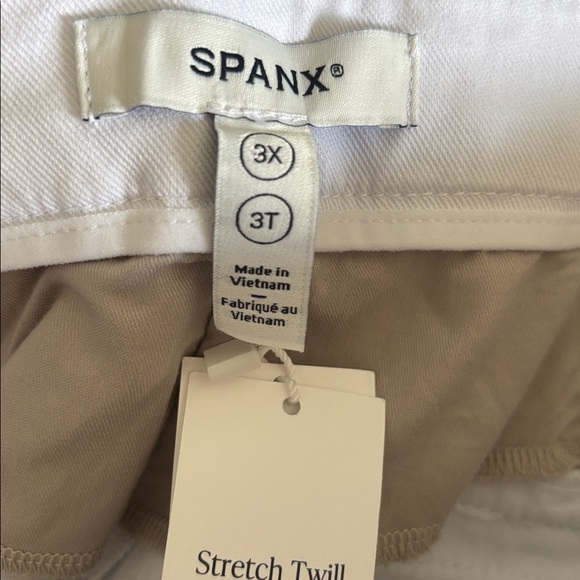 SPANX®
3X
3T
Made in
Vietnam
Fabriqué au
Vietnam
Stretch Twill